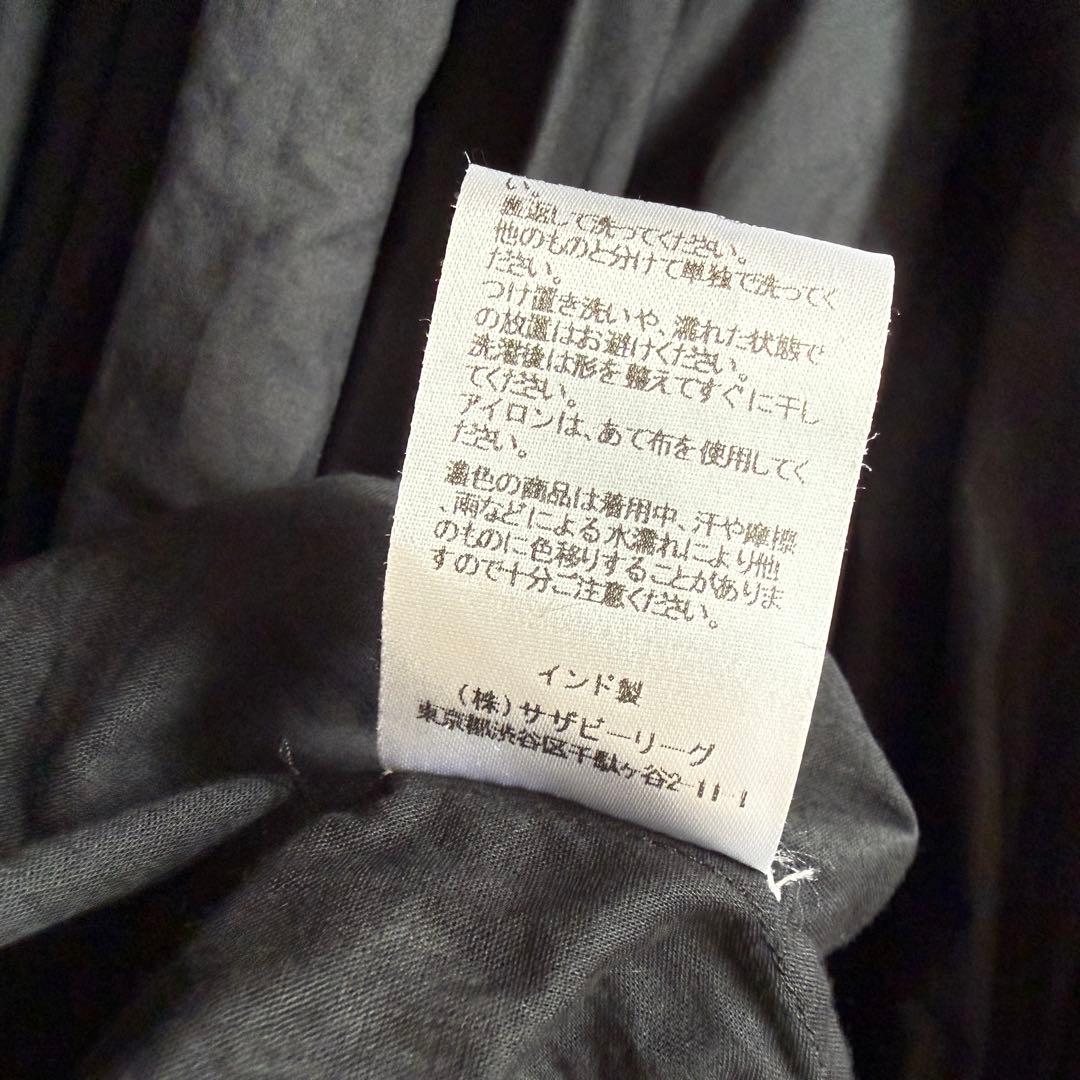 い。
裏返して洗ってください。
他のものと分けて単独で洗ってく
ださい。
つけ置き洗いや、濡れた状態で
の放置はお避けください。
洗濯後は形を整えてすぐに干し
てください。
アイロンは、あて布を使用してく
ださい。
濃色の商品は着用中、汗や摩擦
、雨などによる水濡れにより他
のものに色移りすることがありま
すので十分ご注意ください。
インド製
(株)サザビーリーグ
東京都渋谷区千駄ヶ谷2-11-1